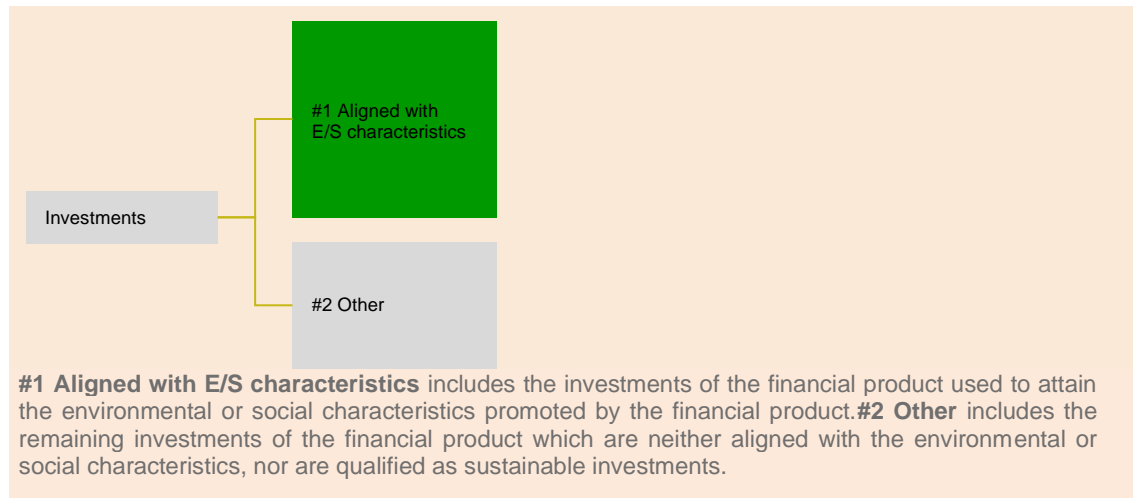 #1 Aligned with
E/S characteristics
Investments
#2 Other
#1 Aligned with E/S characteristics includes the investments of the financial product used to attain
the environmental or social characteristics promoted by the financial product.#2 Other includes the
remaining investments of the financial product which are neither aligned with the environmental or
social characteristics, nor are qualified as sustainable investments.